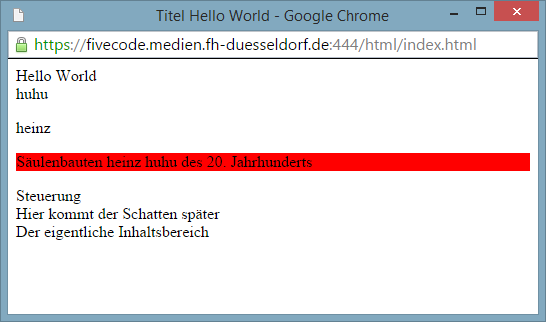 Titel Hello World - Google Chrome
https://fivecode.medien.fh-duesseldorf.de:444/html/index.html
Hello World
huhu
heinz
Säulenbauten heinz huhu des 20. Jahrhunderts
Steuerung
Hier kommt der Schatten später
Der eigentliche Inhaltsbereich